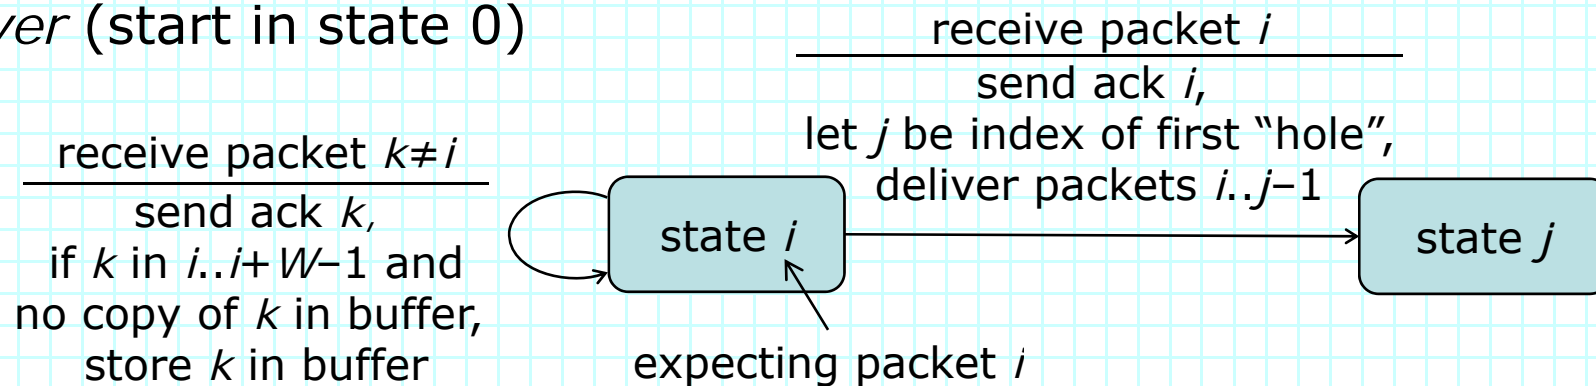 (start in state 0)
receive packet i
send ack i,
let j be index of first “hole”,
deliver packets i..j–1
receive packet k≠i
send ack k,
if k in i..i+W–1 and
no copy of k in buffer,
store k in buffer
state i
state j
expecting packet i